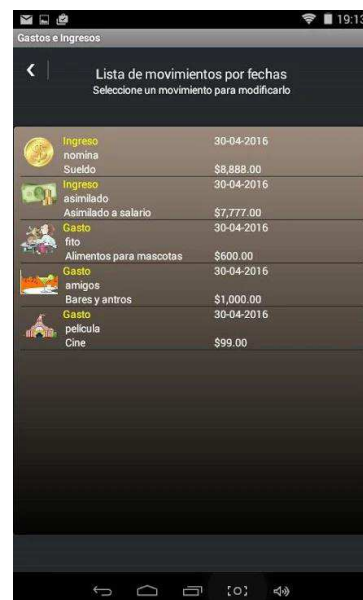 19:13
Gastos e Ingresos
Lista de movimientos por fechas
Seleccione un movimiento para modificarlo
Ingreso 30-04-2016
nomina
Sueldo $8,888.00
Ingreso 30-04-2016
asimilado
Asimilado a salario $7,777.00
Gasto 30-04-2016
fito
Alimentos para mascotas $600.00
Gasto 30-04-2016
amigos
Bares y antros $1,000.00
Gasto 30-04-2016
película
Cine $99.00